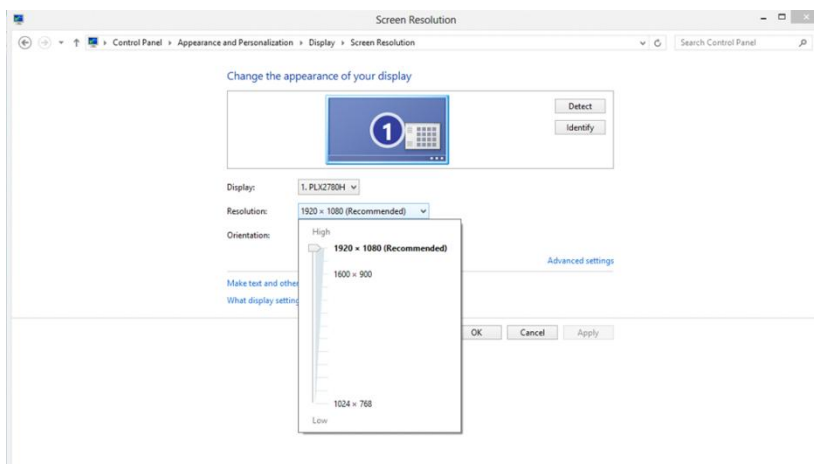 Screen Resolution
Control Panel › Appearance and Personalization › Display › Screen Resolution
Search Control Panel
Change the appearance of your display
1
Detect
Identify
Display: 1. PLX2780H
Resolution: 1920 × 1080 (Recommended)
Orientation:
High
1920 × 1080 (Recommended)
Advanced settings
1600 × 900
Make text and other
What display setting
OK Cancel Apply
1024 × 768
Low